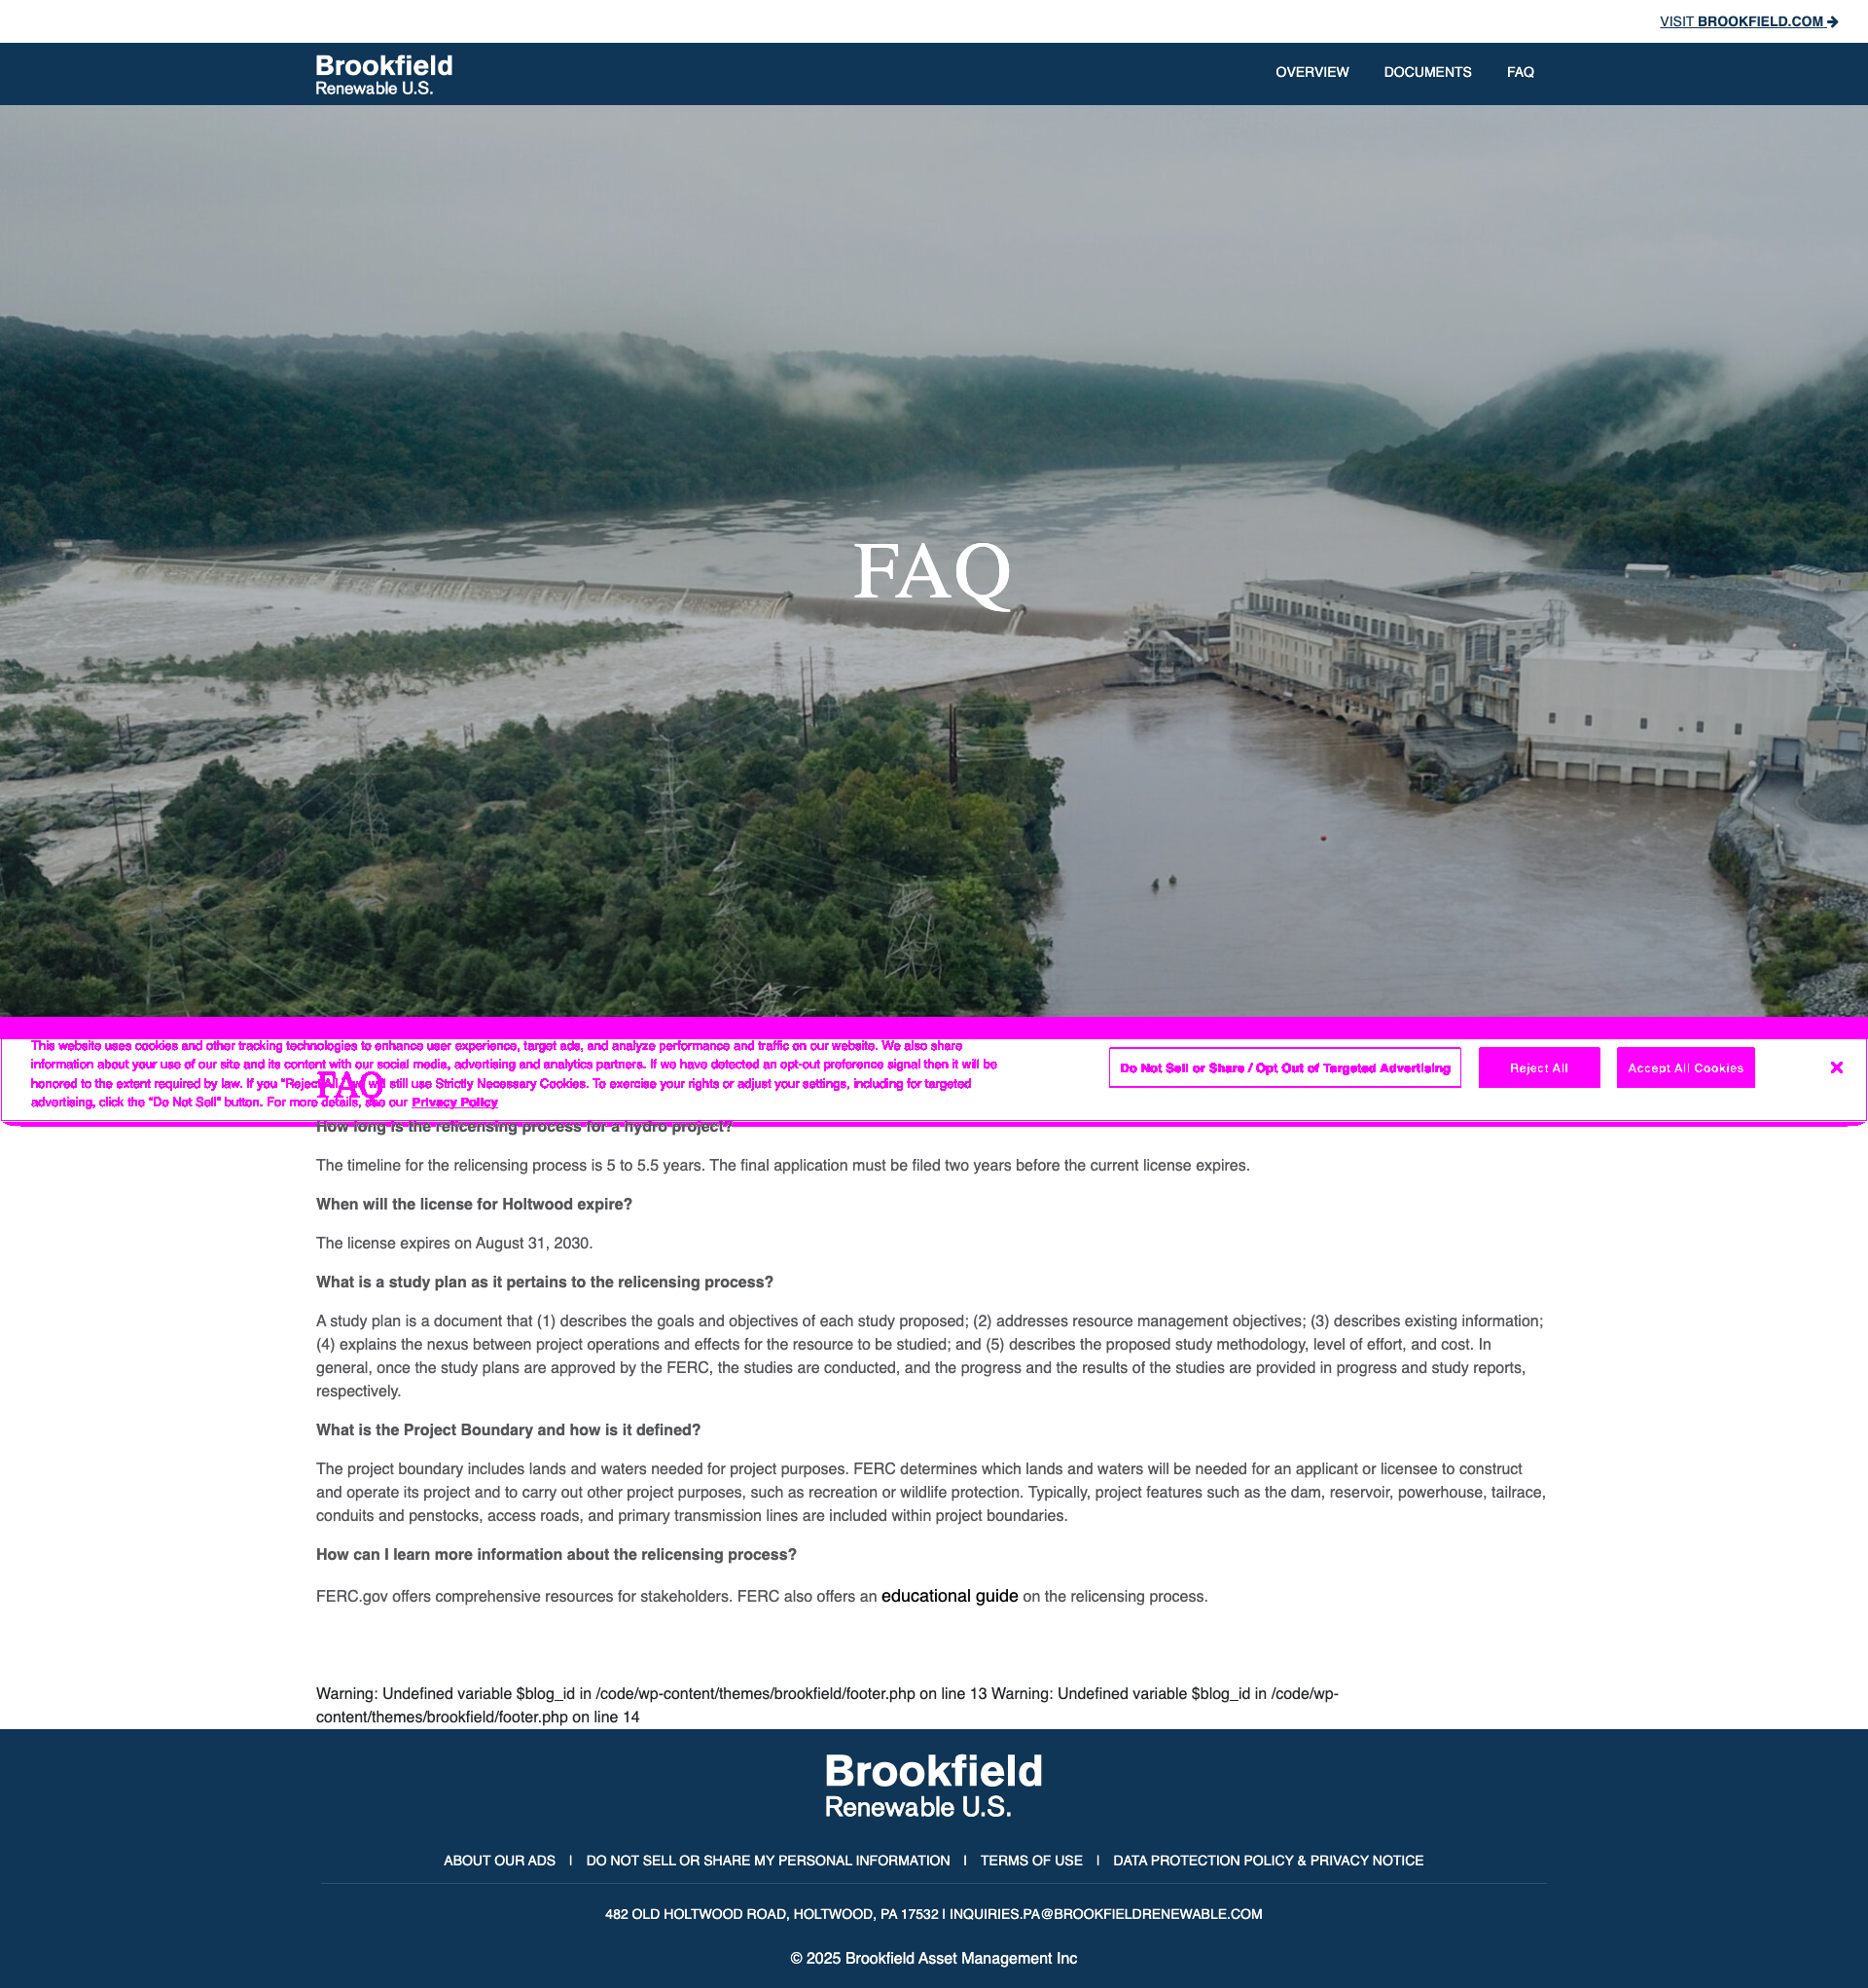 VISIT BROOKFIELD.COM
Brookfield
Renewable U.S.
OVERVIEW DOCUMENTS FAQ
FAQ
This website uses cookies and other tracking technologies to enhance user experience, target ads, and analyze performance and traffic on our website. We also share
information about your use of our site and its content with our social media, advertising and analytics partners. If we have detected an opt-out preference signal then it will be
honored to the extent required by law. If you "Reject All", we will still use Strictly Necessary Cookies. To exercise your rights or adjust your settings, including for targeted
advertising, click the "Do Not Sell" button. For more details, see our Privacy Policy
Do Not Sell or Share / Opt Out of Targeted Advertising
Reject All
Accept All Cookies
FAQ
How long is the relicensing process for a hydro project?
The timeline for the relicensing process is 5 to 5.5 years. The final application must be filed two years before the current license expires.
When will the license for Holtwood expire?
The license expires on August 31, 2030.
What is a study plan as it pertains to the relicensing process?
A study plan is a document that (1) describes the goals and objectives of each study proposed; (2) addresses resource management objectives; (3) describes existing information;
(4) explains the nexus between project operations and effects for the resource to be studied; and (5) describes the proposed study methodology, level of effort, and cost. In
general, once the study plans are approved by the FERC, the studies are conducted, and the progress and the results of the studies are provided in progress and study reports,
respectively.
What is the Project Boundary and how is it defined?
The project boundary includes lands and waters needed for project purposes. FERC determines which lands and waters will be needed for an applicant or licensee to construct
and operate its project and to carry out other project purposes, such as recreation or wildlife protection. Typically, project features such as the dam, reservoir, powerhouse, tailrace,
conduits and penstocks, access roads, and primary transmission lines are included within project boundaries.
How can I learn more information about the relicensing process?
FERC.gov offers comprehensive resources for stakeholders. FERC also offers an educational guide on the relicensing process.
Warning: Undefined variable $blog_id in /code/wp-content/themes/brookfield/footer.php on line 13 Warning: Undefined variable $blog_id in /code/wp-
content/themes/brookfield/footer.php on line 14
Brookfield
Renewable U.S.
ABOUT OUR ADS | DO NOT SELL OR SHARE MY PERSONAL INFORMATION | TERMS OF USE | DATA PROTECTION POLICY & PRIVACY NOTICE
482 OLD HOLTWOOD ROAD, HOLTWOOD, PA 17532 | INQUIRIES.PA@BROOKFIELDRENEWABLE.COM
© 2025 Brookfield Asset Management Inc